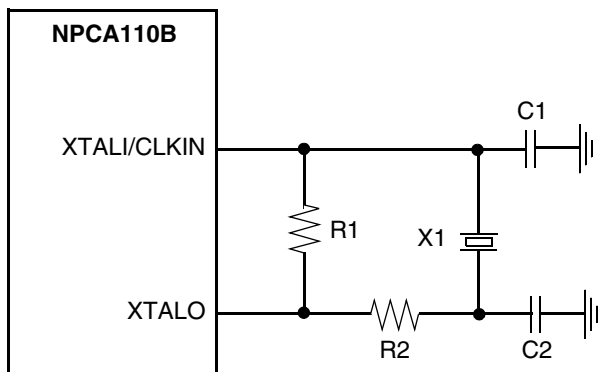 NPCA110B
C1
XTALI/CLKIN
R1
X1
XTALO
R2
C2